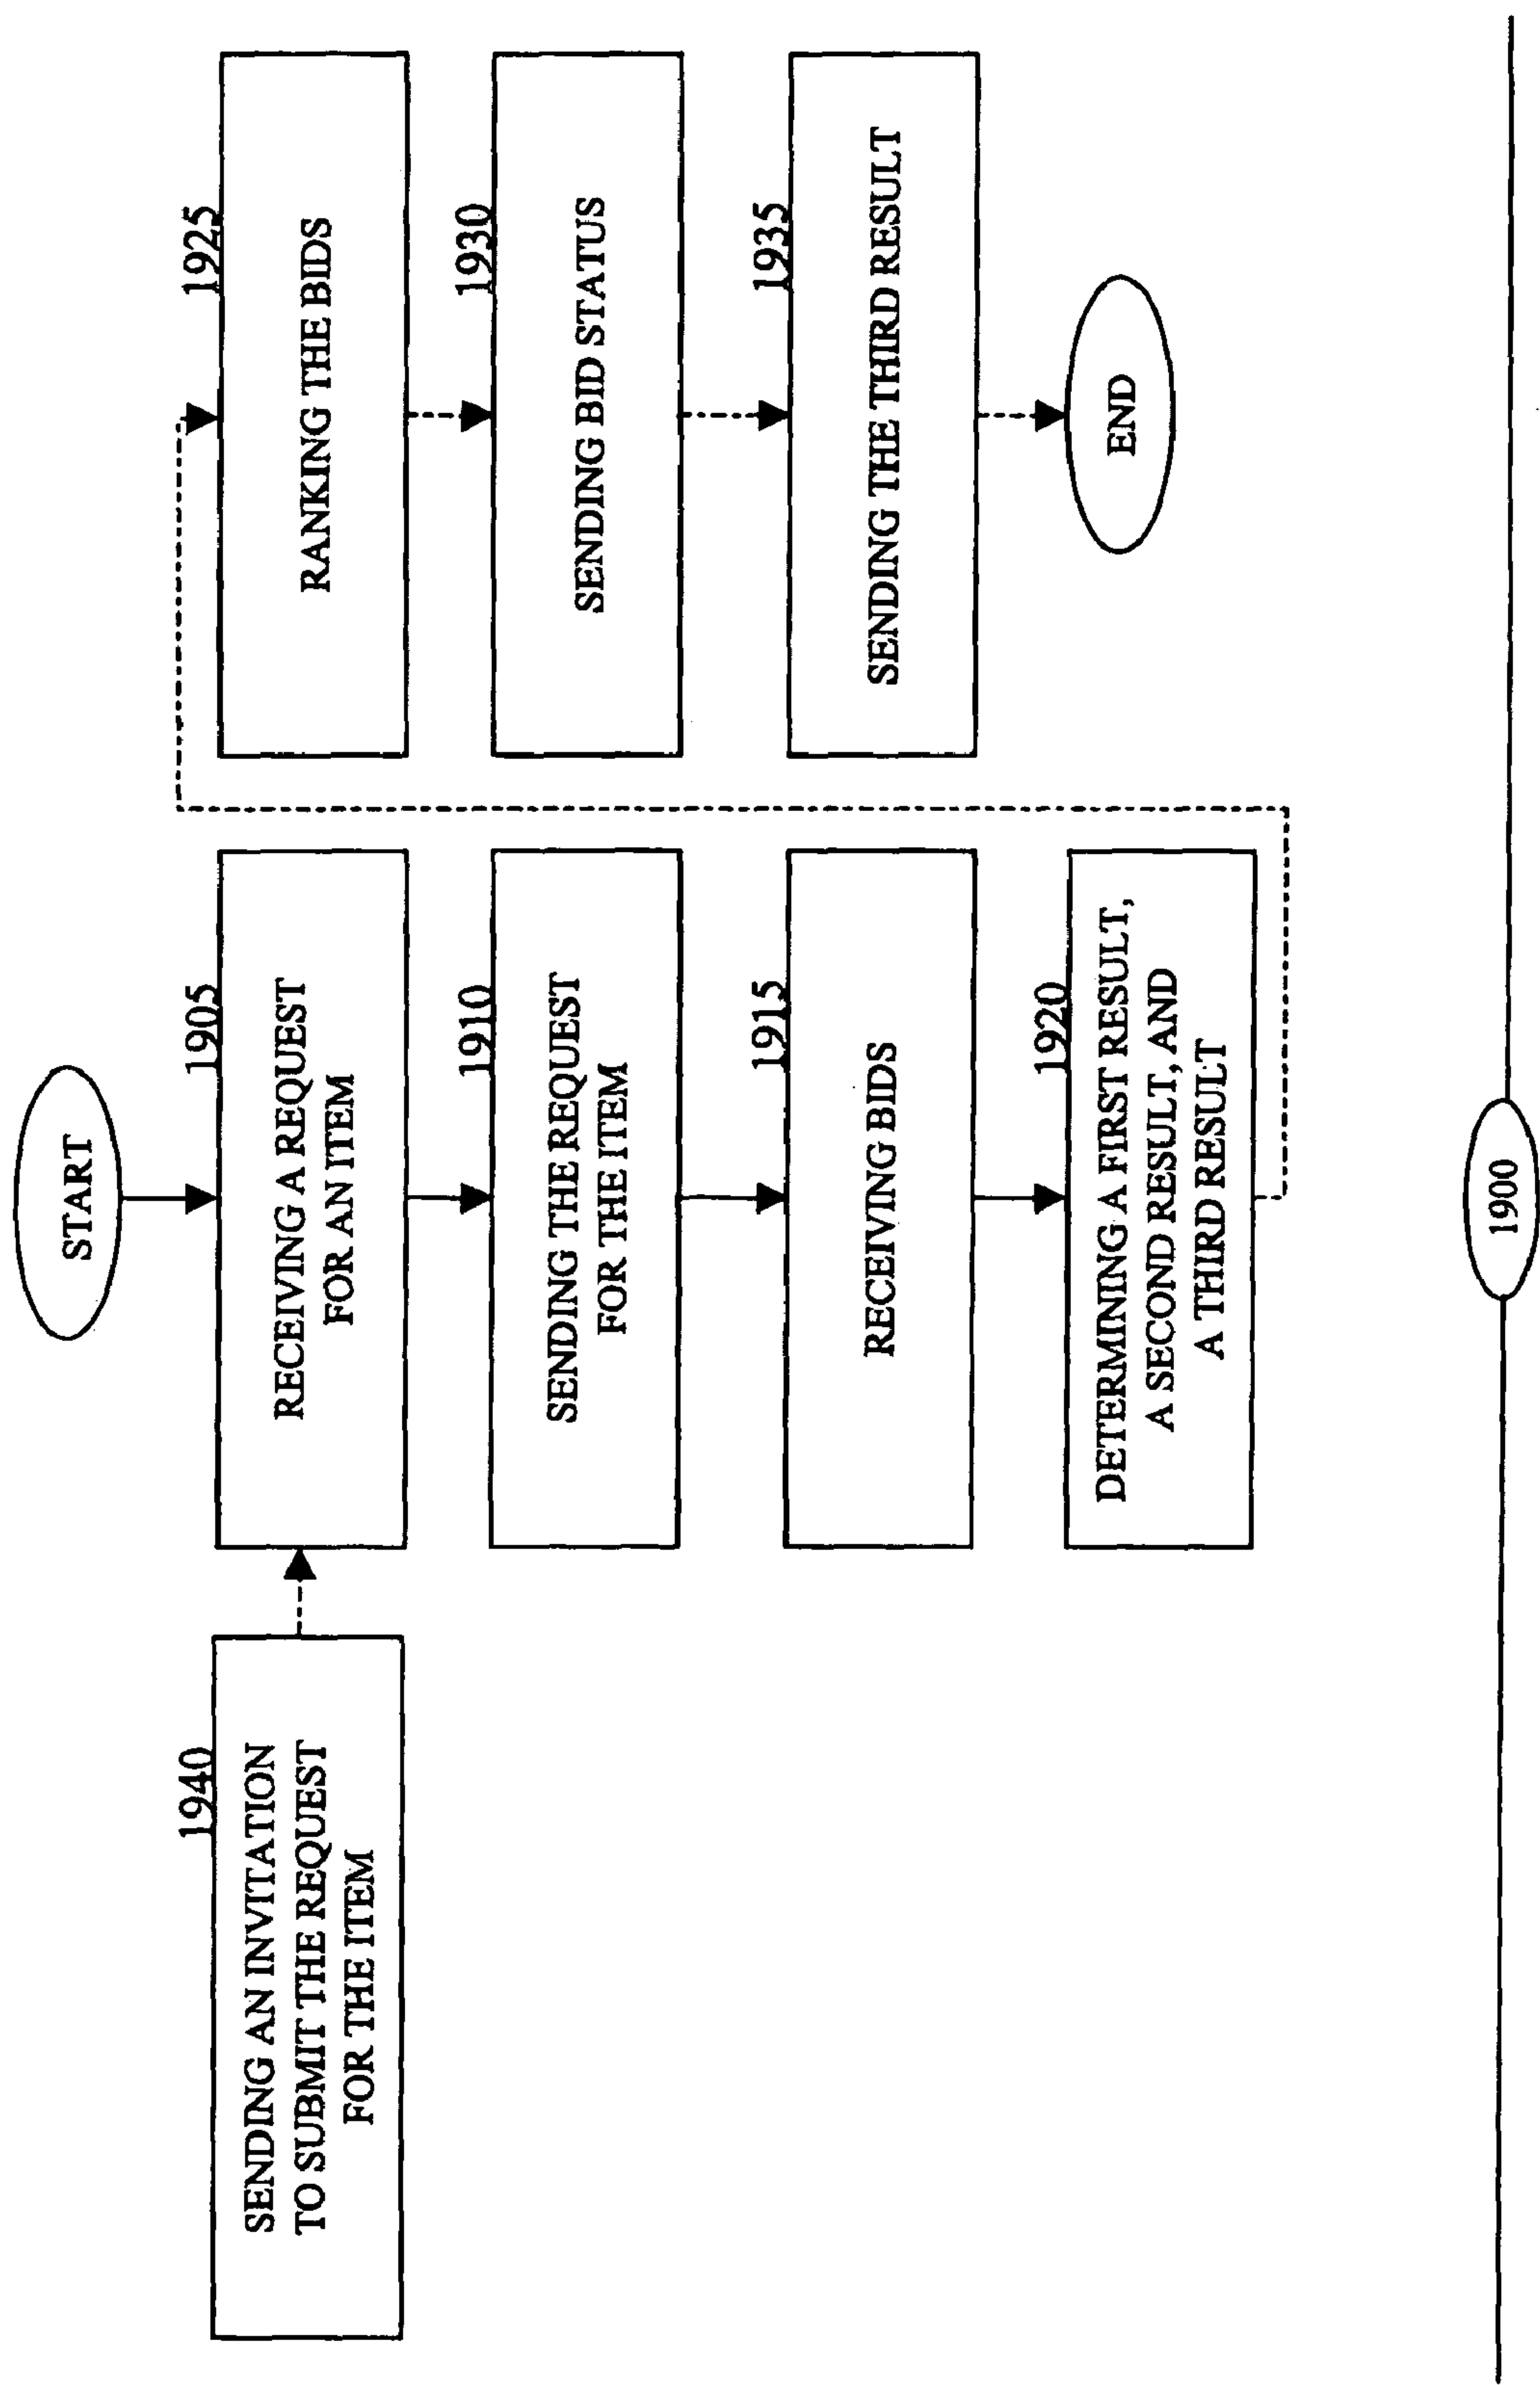 START
1940
SENDING AN INVITATION
TO SUBMIT THE REQUEST
FOR THE ITEM
1905
RECEIVING A REQUEST
FOR AN ITEM
1910
SENDING THE REQUEST
FOR THE ITEM
1915
RECEIVING BIDS
1920
DETERMINING A FIRST RESULT,
A SECOND RESULT, AND
A THIRD RESULT
1925
RANKING THE BIDS
1930
SENDING BID STATUS
1935
SENDING THE THIRD RESULT
END
1900